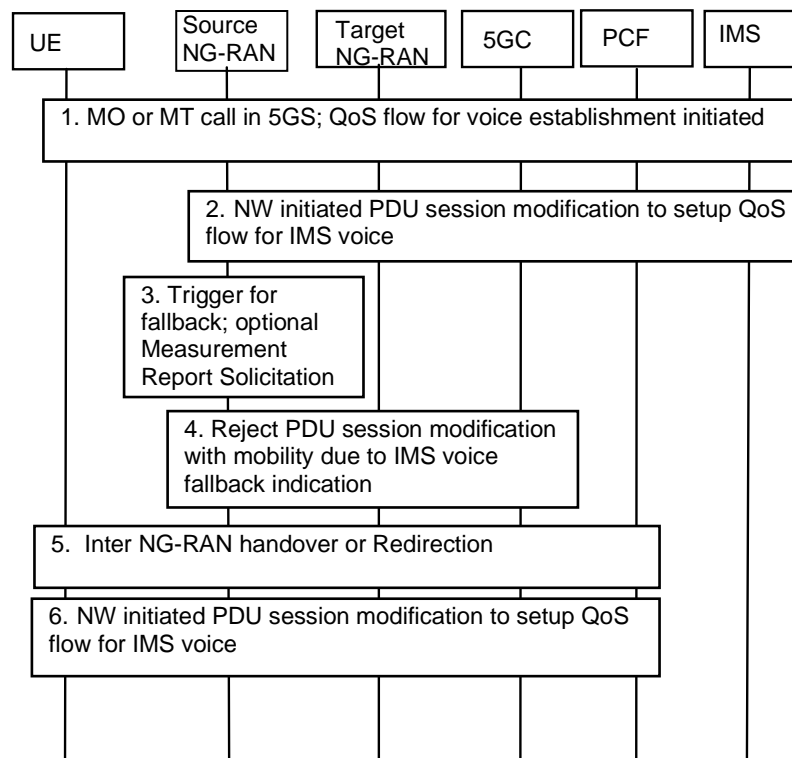 UE
Source
NG-RAN
Target
NG-RAN
5GC
PCF
IMS
1. MO or MT call in 5GS; QoS flow for voice establishment initiated
2. NW initiated PDU session modification to setup QoS
flow for IMS voice
3. Trigger for
fallback; optional
Measurement
Report Solicitation
4. Reject PDU session modification
with mobility due to IMS voice
fallback indication
5. Inter NG-RAN handover or Redirection
6. NW initiated PDU session modification to setup QoS
flow for IMS voice